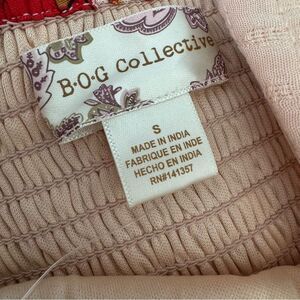 B·O·G Collective
S
MADE IN INDIA
FABRIQUE EN INDE
HECHO EN INDIA
RN#141357